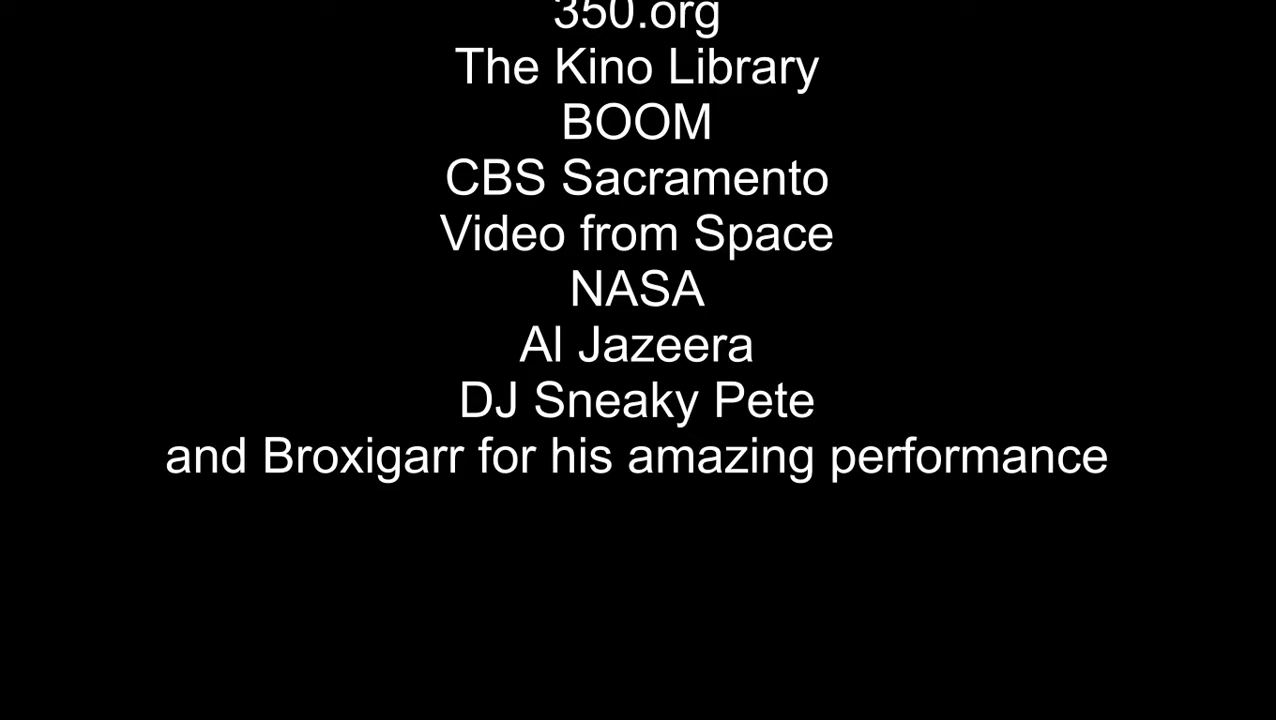 350.org
The Kino Library
BOOM
CBS Sacramento
Video from Space
NASA
Al Jazeera
DJ Sneaky Pete
and Broxigarr for his amazing performance